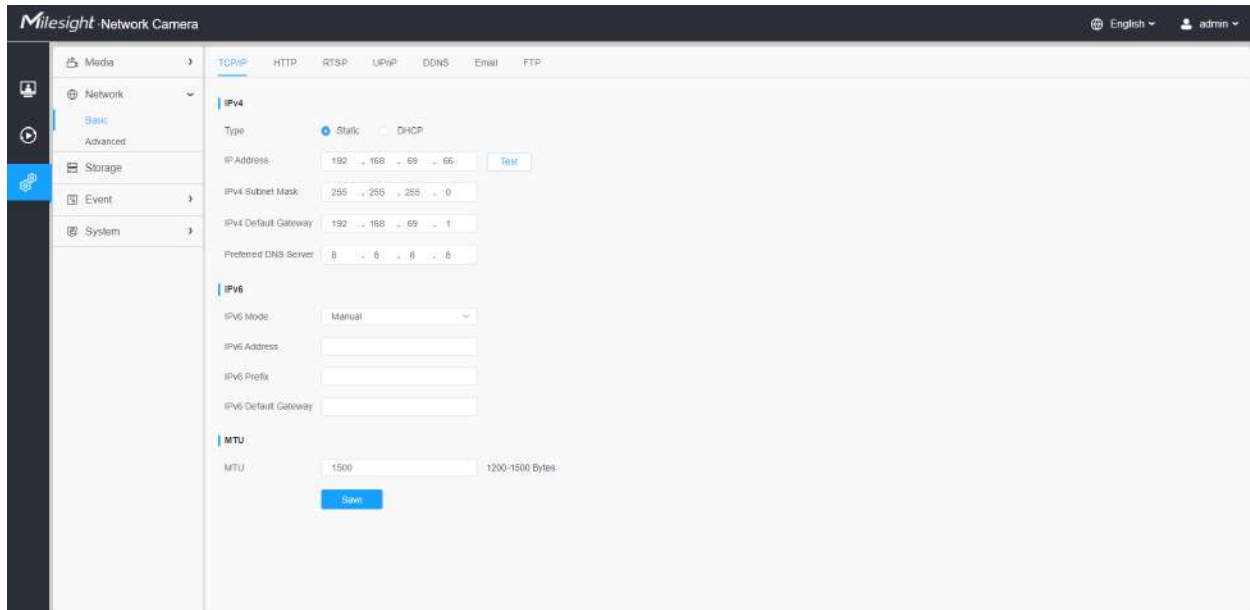 Milesight Network Camera
English
admin
Media
Network
Basic
Advanced
Storage
Event
System
TCP/IP HTTP RTSP UPnP DDNS Email FTP
IPv4
Type Static DHCP
IP Address 192 . 168 . 69 . 66 Test
IPv4 Subnet Mask 255 . 255 . 255 . 0
IPv4 Default Gateway 192 . 168 . 69 . 1
Preferred DNS Server 8 . 8 . 8 . 8
IPv6
IPv6 Mode Manual
IPv6 Address
IPv6 Prefix
IPv6 Default Gateway
MTU
MTU 1500 1200-1500 Bytes
Save